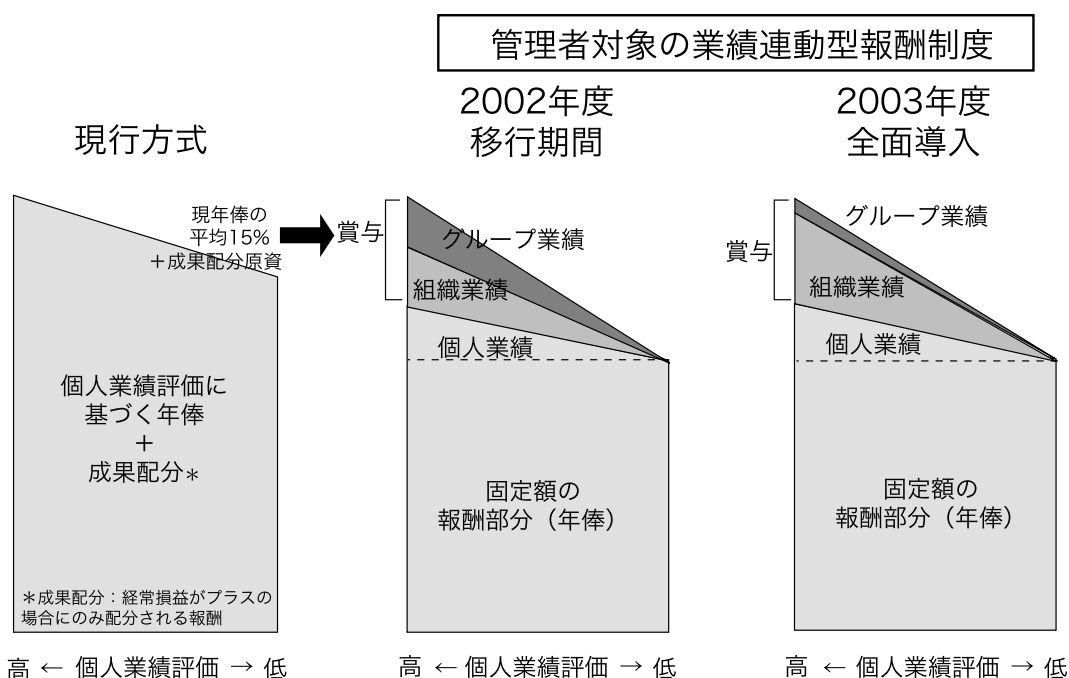 管理者対象の業績連動型報酬制度
現行方式
2002年度
移行期間
2003年度
全面導入
現年俸の
平均15%
＋成果配分原資
個人業績評価に
基づく年俸
＋
成果配分＊
＊成果配分：経常損益がプラスの
場合にのみ配分される報酬
高 ← 個人業績評価 → 低
賞与
グループ業績
組織業績
個人業績
固定額の
報酬部分（年俸）
高 ← 個人業績評価 → 低
賞与
グループ業績
組織業績
個人業績
固定額の
報酬部分（年俸）
高 ← 個人業績評価 → 低